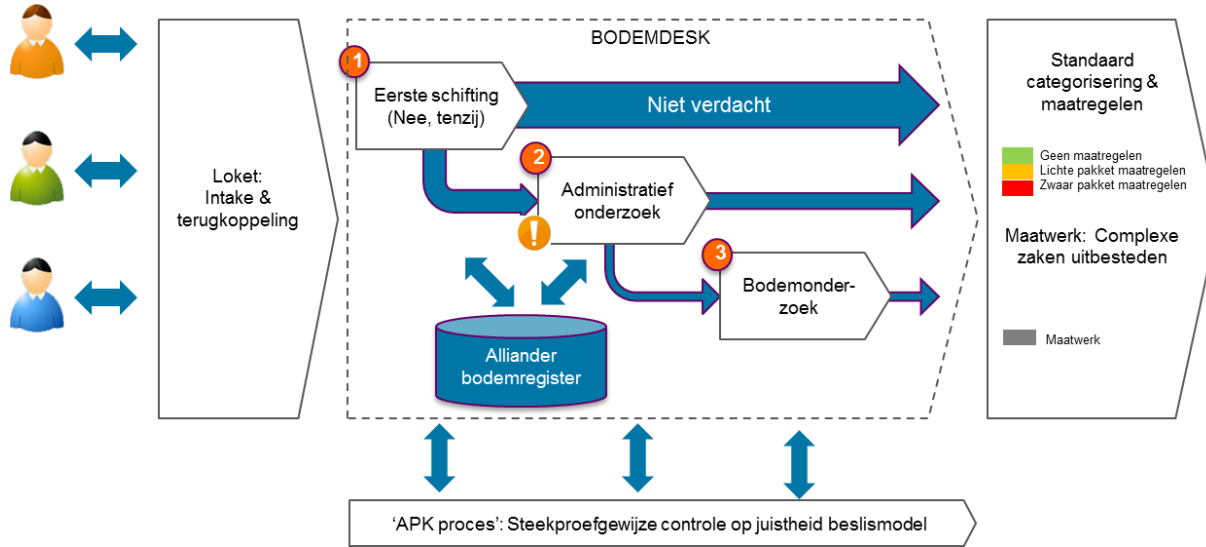 BODEMDESK
Loket:
Intake &
terugkoppeling
1
Eerste schifting
(Nee, tenzij)
Niet verdacht
2
Administratief
onderzoek
!
3
Bodemonder-
zoek
Alliander
bodemregister
Standaard
categorisering &
maatregelen
Geen maatregelen
Lichte pakket maatregelen
Zwaar pakket maatregelen
Maatwerk: Complexe
zaken uitbesteden
Maatwerk
‘APK proces’: Steekproefgewijze controle op juistheid beslismodel